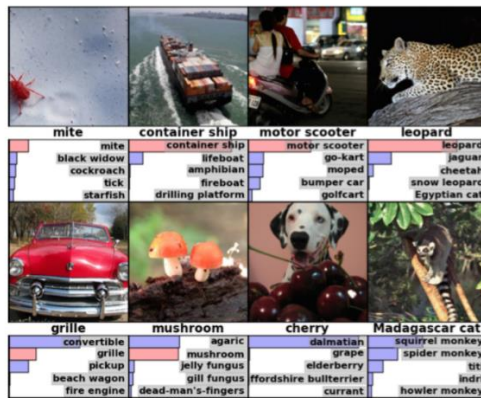 mite
container ship
motor scooter
leopard
mite
black widow
cockroach
tick
starfish
container ship
lifeboat
amphibian
fireboat
drilling platform
motor scooter
go-kart
moped
bumper car
golfcart
leopard
jaguar
cheetah
snow leopard
Egyptian cat
grille
mushroom
cherry
Madagascar cat
convertible
grille
pickup
beach wagon
fire engine
agaric
mushroom
jelly fungus
gill fungus
dead-man's-fingers
dalmatian
grape
elderberry
ffordshire bullterrier
currant
squirrel monkey
spider monkey
titi
indri
howler monkey